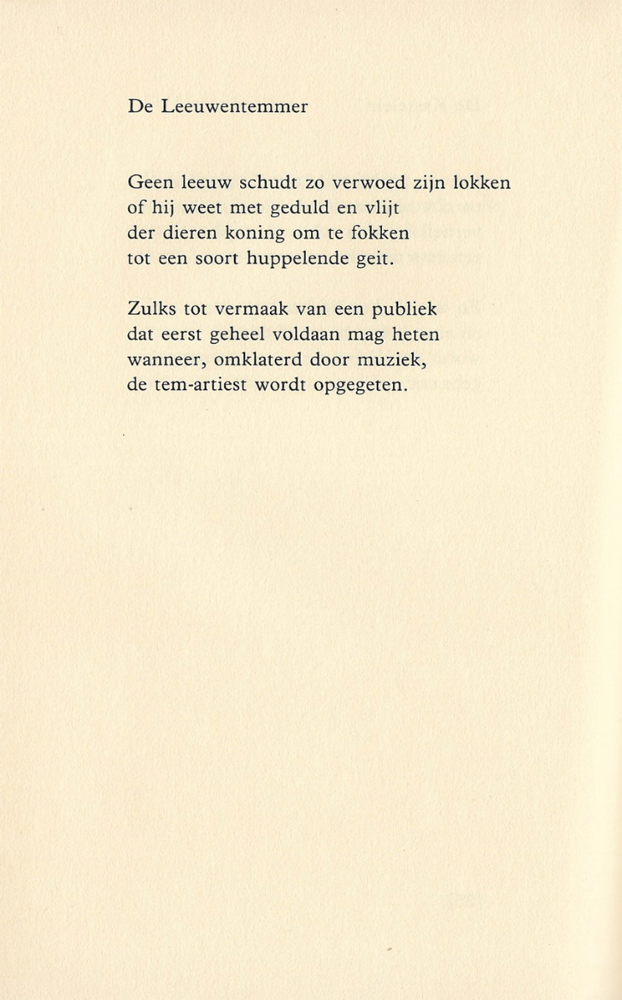 De Leeuwentemmer
Geen leeuw schudt zo verwoed zijn lokken
of hij weet met geduld en vlijt
der dieren koning om te fokken
tot een soort huppelende geit.
Zulks tot vermaak van een publiek
dat eerst geheel voldaan mag heten
wanneer, omklaterd door muziek,
de tem-artiest wordt opgegeten.